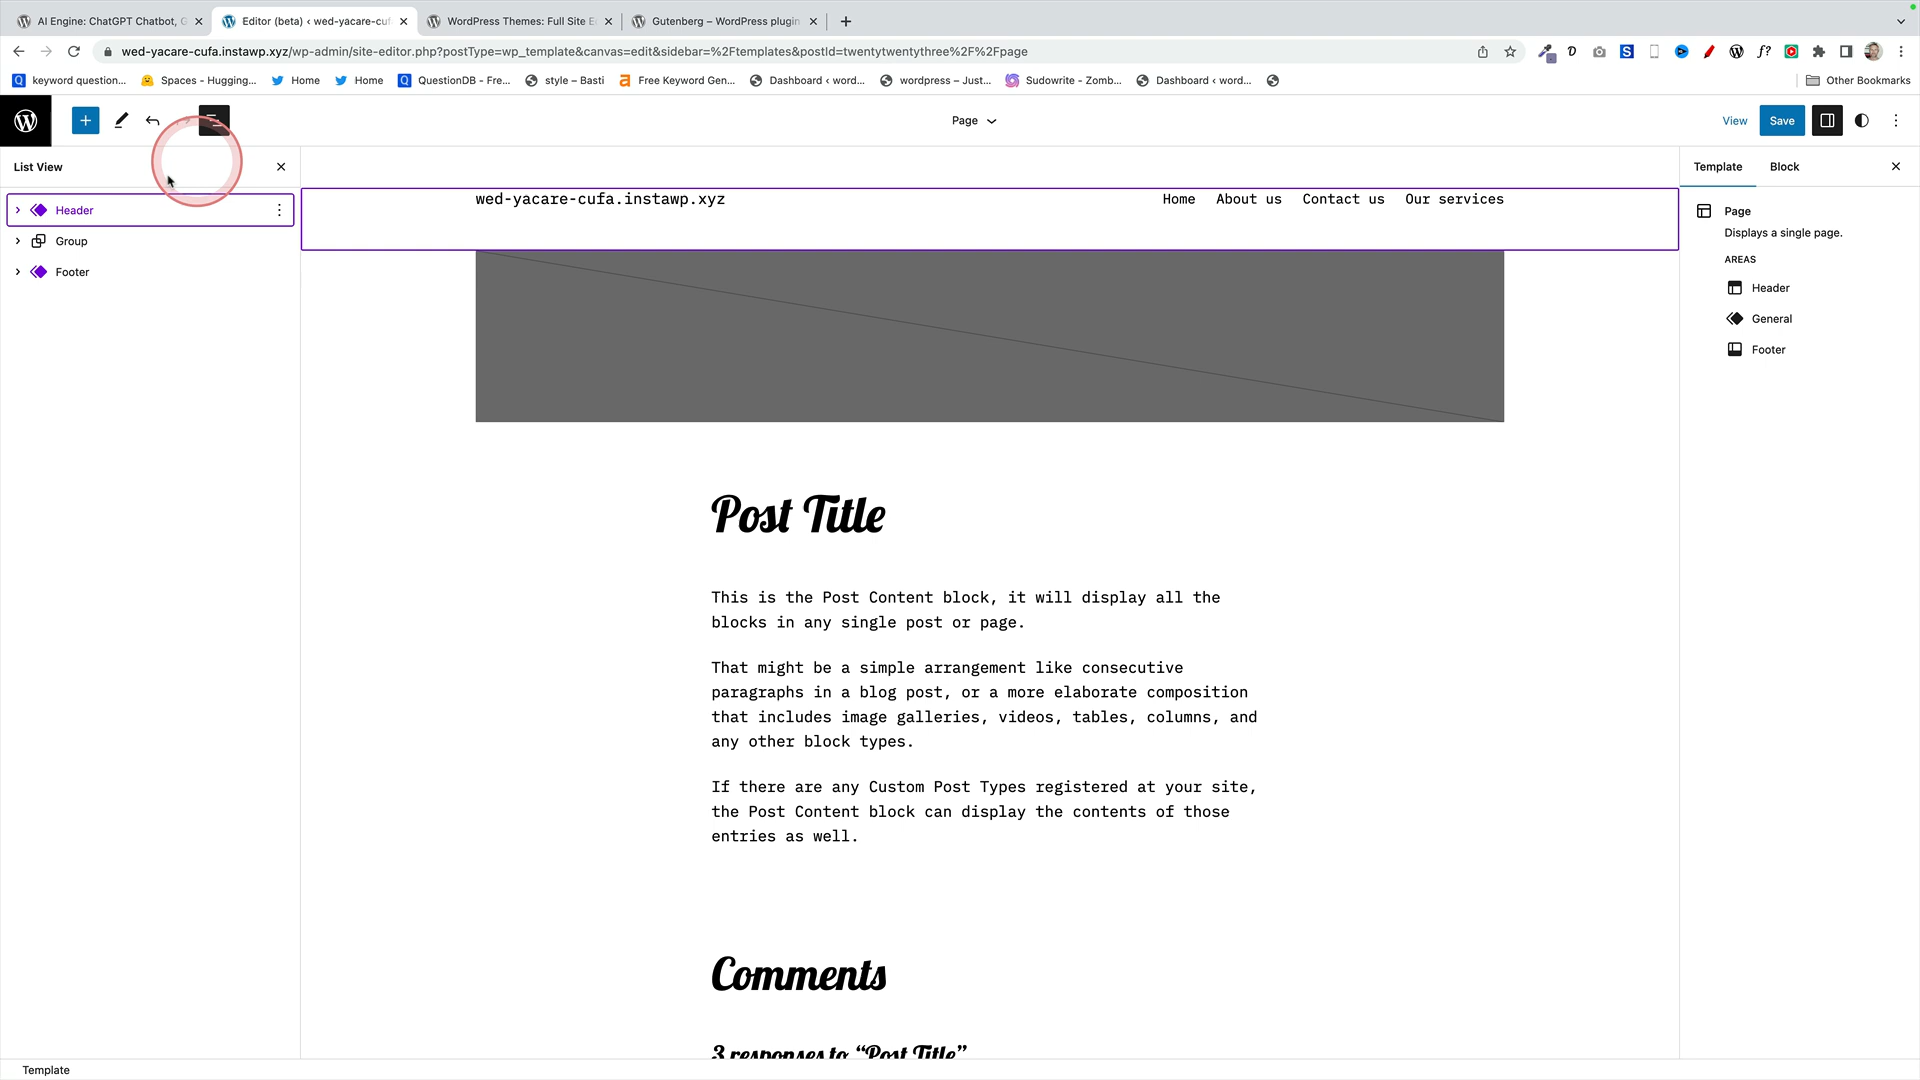 AI Engine: ChatGPT Chatbot, G
Editor (beta) ‹ wed-yacare-cuf
WordPress Themes: Full Site E
Gutenberg – WordPress plugin
wed-yacare-cufa.instawp.xyz/wp-admin/site-editor.php?postType=wp_template&canvas=edit&sidebar=%2Ftemplates&postId=twentytwentythree%2F%2Fpage
keyword question...
Spaces - Hugging...
Home
Home
QuestionDB - Fre...
style – Basti
Free Keyword Gen...
Dashboard ‹ word...
wordpress – Just...
Sudowrite - Zomb...
Dashboard ‹ word...
Other Bookmarks
Page
View
Save
List View
Header
Group
Footer
wed-yacare-cufa.instawp.xyz
Home About us Contact us Our services
Post Title
This is the Post Content block, it will display all the
blocks in any single post or page.
That might be a simple arrangement like consecutive
paragraphs in a blog post, or a more elaborate composition
that includes image galleries, videos, tables, columns, and
any other block types.
If there are any Custom Post Types registered at your site,
the Post Content block can display the contents of those
entries as well.
Comments
3 responses to “Post Title”
Template
Block
Page
Displays a single page.
AREAS
Header
General
Footer
Template